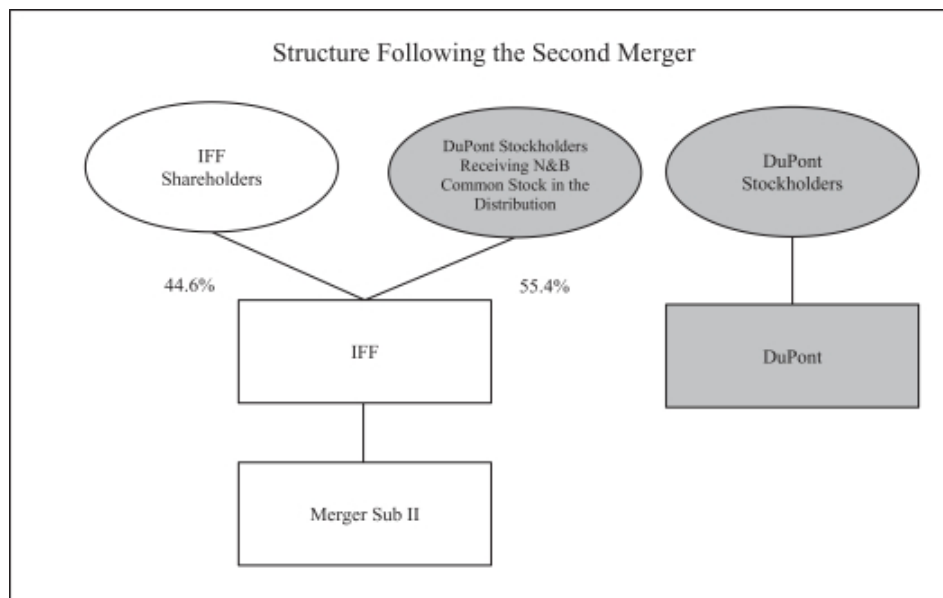 Structure Following the Second Merger
IFF
Shareholders
DuPont Stockholders
Receiving N&B
Common Stock in the
Distribution
DuPont
Stockholders
44.6%
55.4%
IFF
DuPont
Merger Sub II